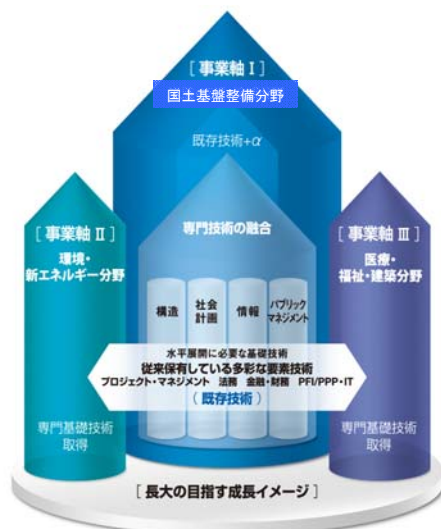 [ 事業軸 I ]
国土基盤整備分野
既存技術+α
[ 事業軸 II ]
環境・
新エネルギー分野
専門技術の融合
[ 事業軸 III ]
医療・
福祉・建築分野
構造
社会
計画
情報
パブリック
マネジメント
水平展開に必要な基礎技術
従来保有している多彩な要素技術
プロジェクト・マネジメント 法務 金融・財務 PFI/PPP・IT
( 既存技術 )
専門基礎技術
取得
専門基礎技術
取得
[ 長大の目指す成長イメージ ]